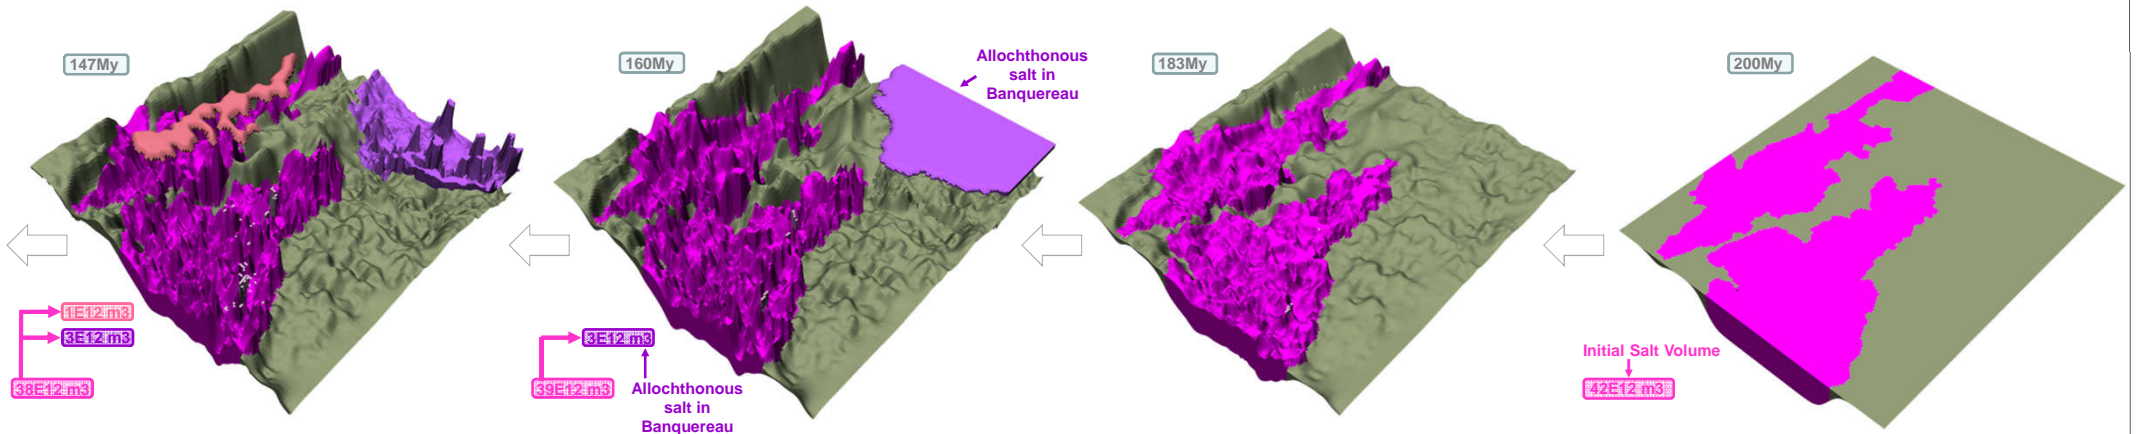 147My
1E12 m3
3E12 m3
38E12 m3
160My
Allochthonous
salt in
Banquereau
3E12 m3
39E12 m3
Allochthonous
salt in
Banquereau
183My
200My
Initial Salt Volume
42E12 m3